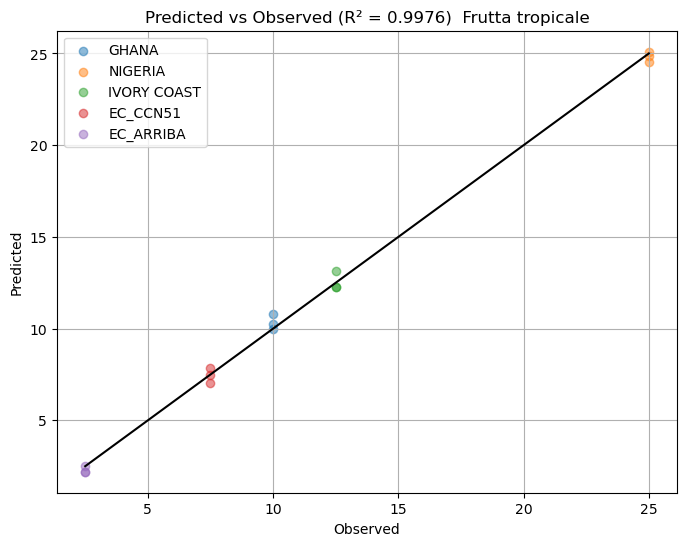 Predicted vs Observed (R² = 0.9976)  Frutta tropicale
GHANA
NIGERIA
IVORY COAST
EC_CCN51
EC_ARRIBA
25
20
15
10
5
Predicted
5
10
15
20
25
Observed